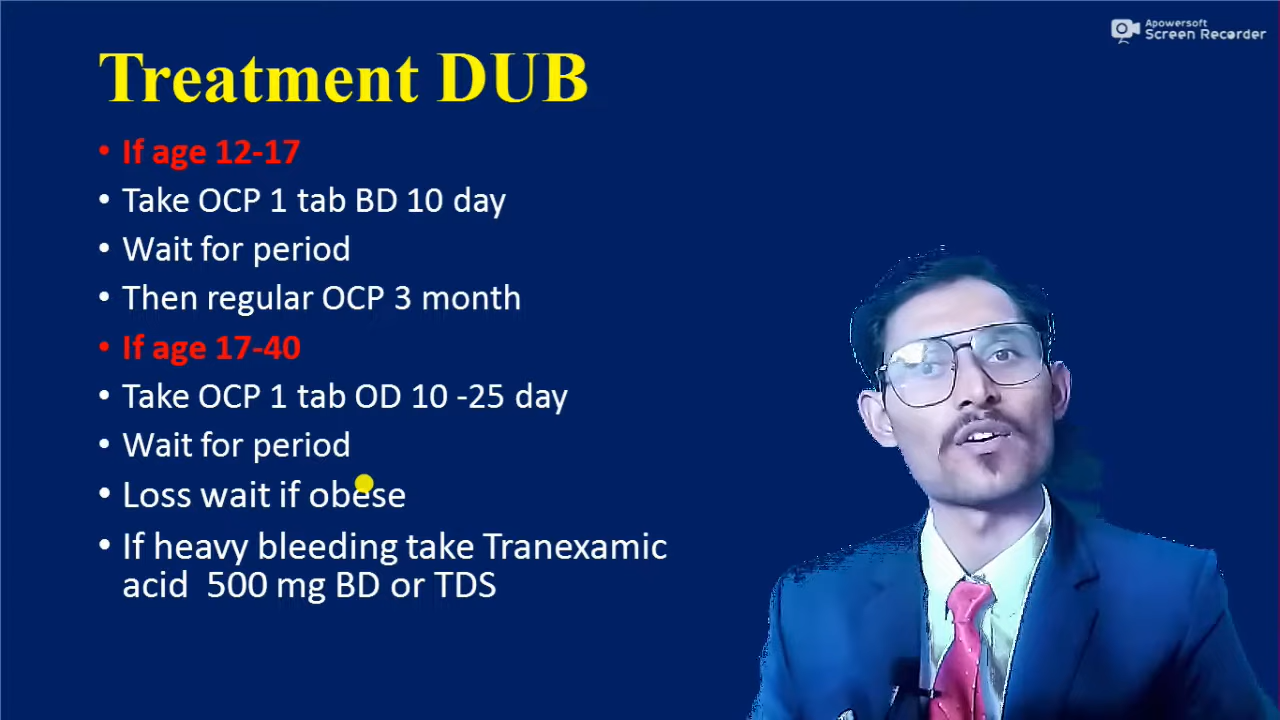 Apowersoft
Screen Recorder
Treatment DUB
• If age 12-17
• Take OCP 1 tab BD 10 day
• Wait for period
• Then regular OCP 3 month
• If age 17-40
• Take OCP 1 tab OD 10 -25 day
• Wait for period
• Loss wait if obese
• If heavy bleeding take Tranexamic
acid  500 mg BD or TDS